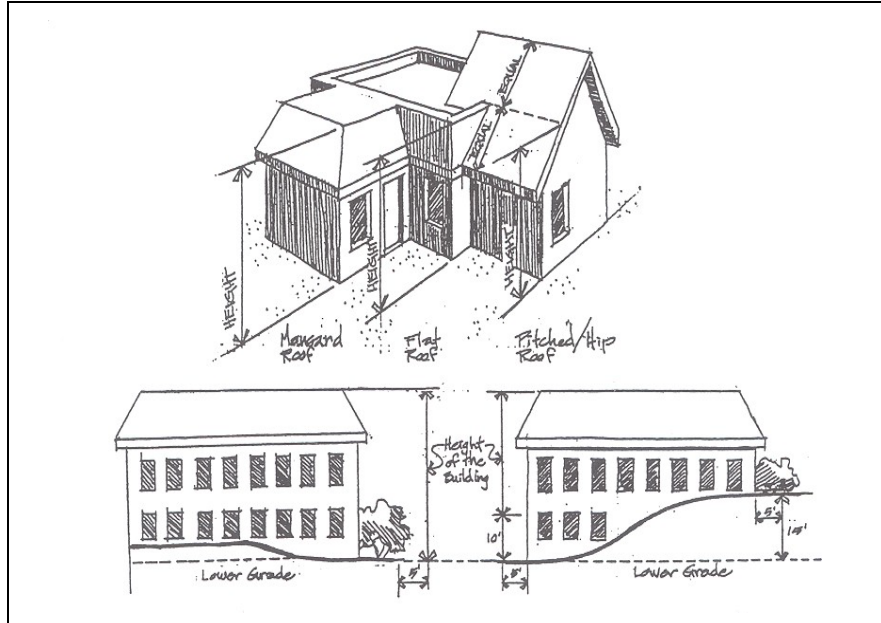 EQUAL
EQUAL
HEIGHT
HEIGHT
HEIGHT
Mansard
Roof
Flat
Roof
Pitched/Hip
Roof
Height
of the
Building
10'
5'
15'
Lower Grade
5'
5'
Lower Grade